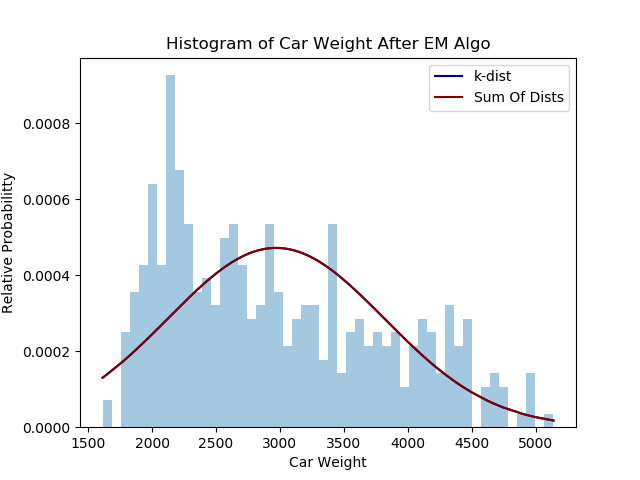 Histogram of Car Weight After EM Algo
k-dist
Sum Of Dists
0.0008
0.0006
0.0004
0.0002
0.0000
Relative Probabilitty
1500 2000 2500 3000 3500 4000 4500 5000
Car Weight